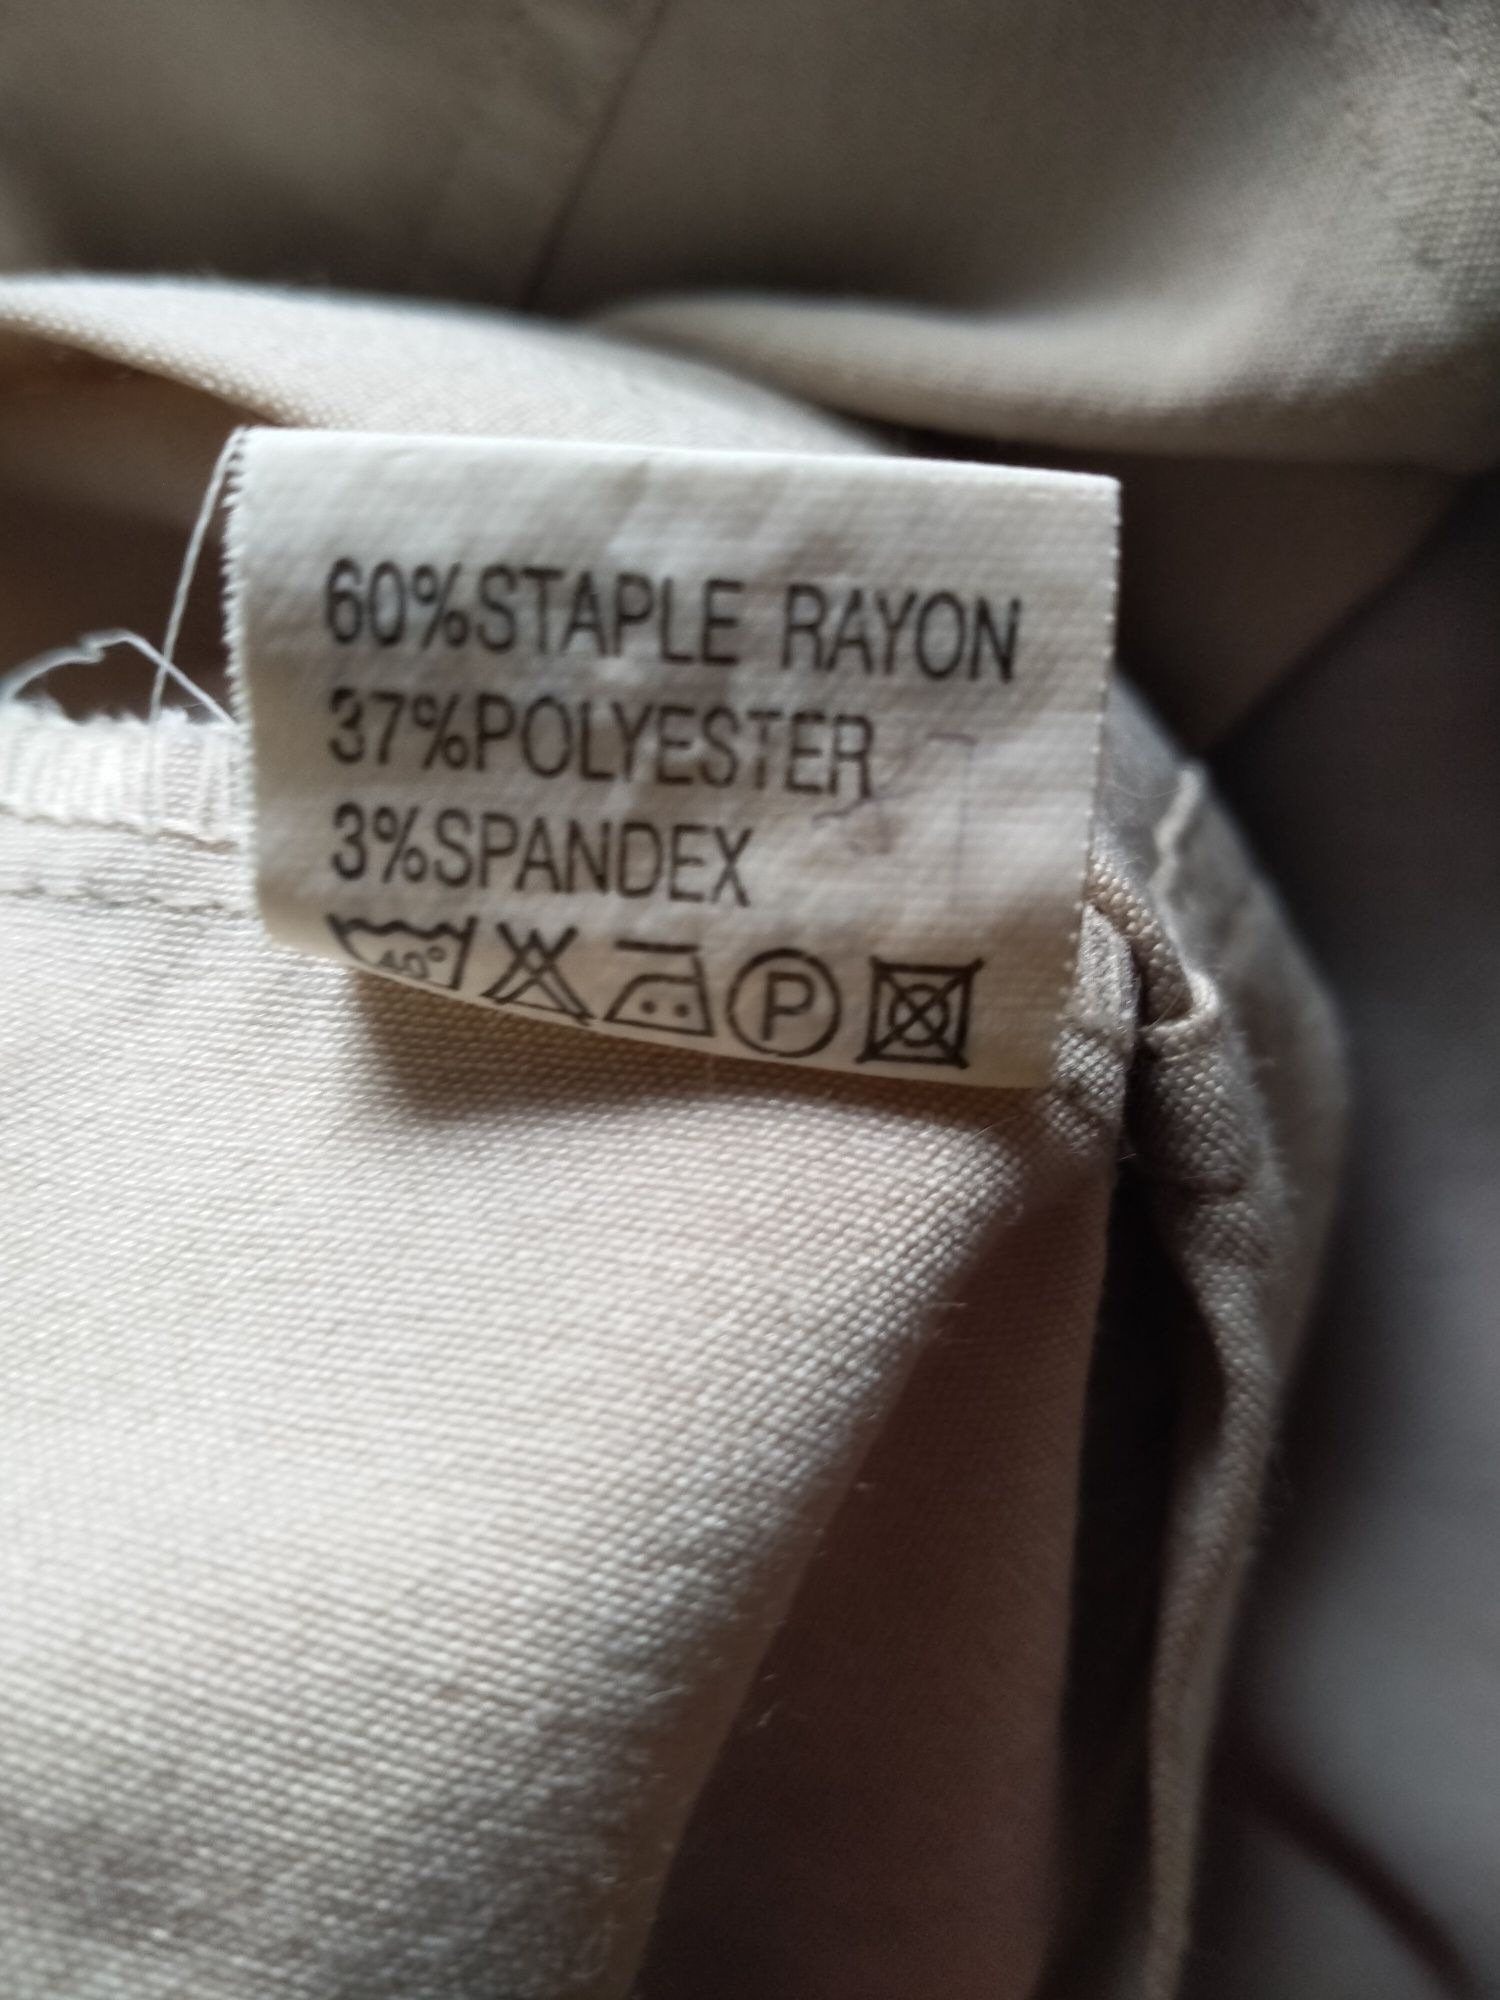 60%STAPLE RAYON
37%POLYESTER
3%SPANDEX
40° P